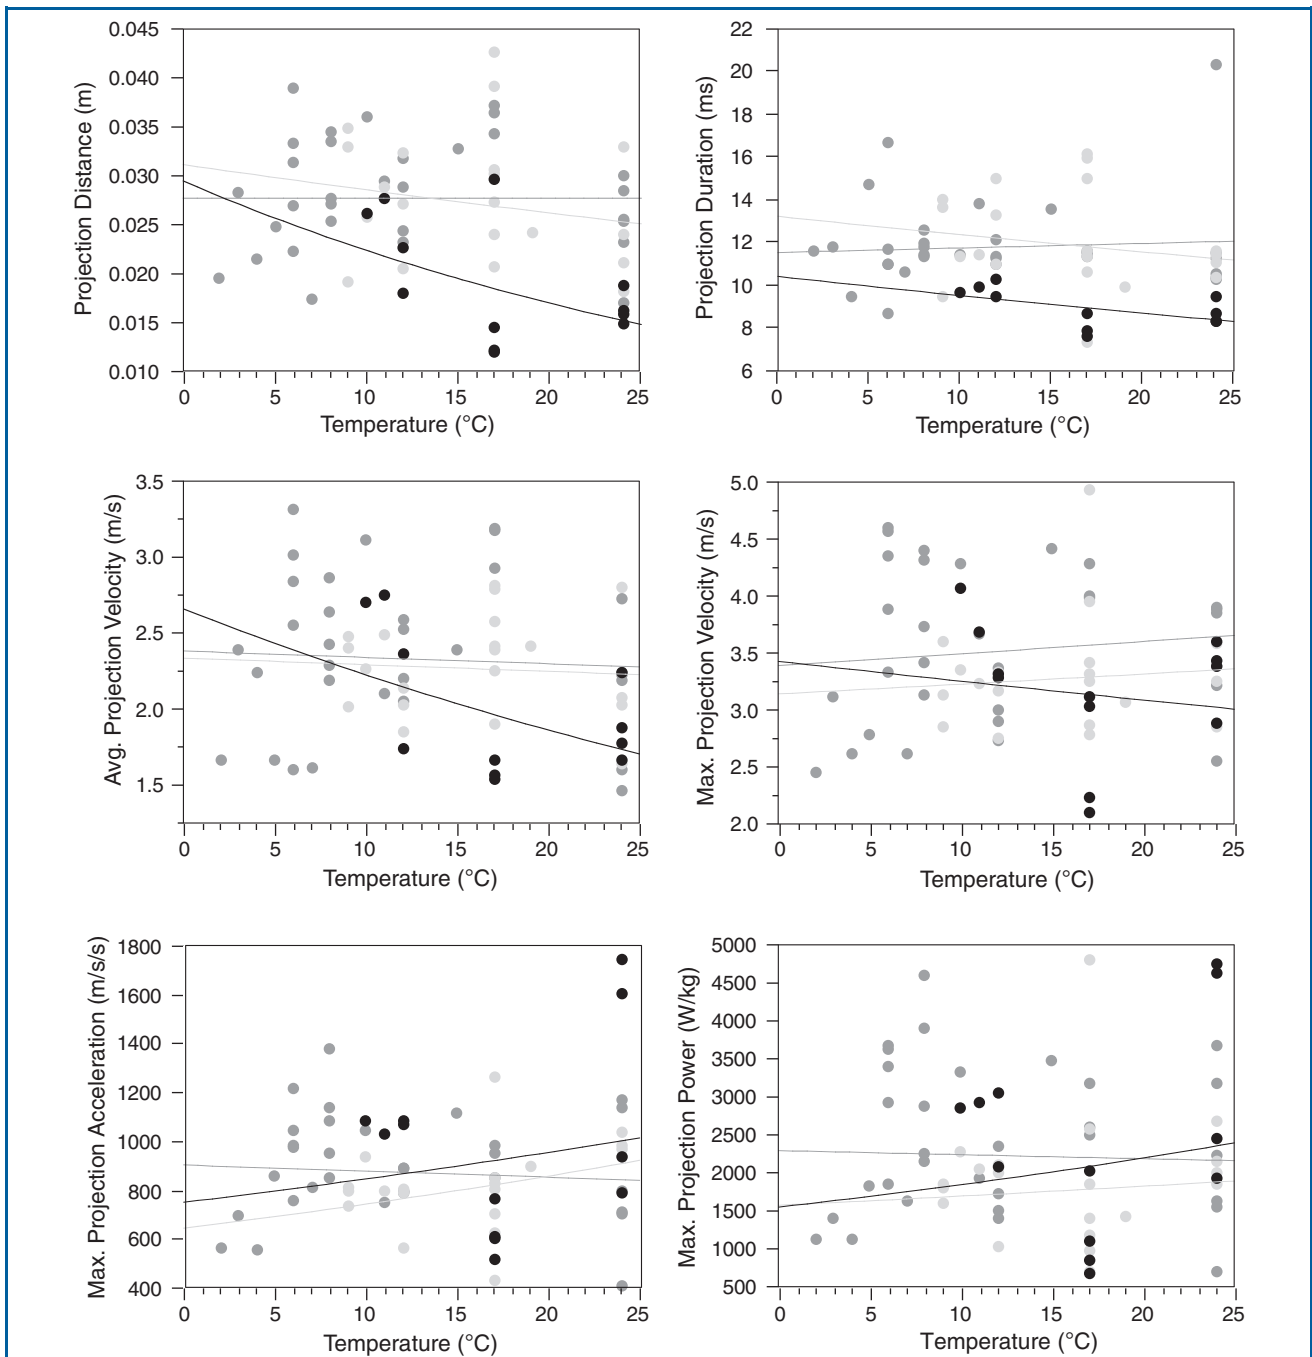 Projection Distance (m)
0.045
0.040
0.035
0.030
0.025
0.020
0.015
0.010
0 5 10 15 20 25
Temperature (°C)
Projection Duration (ms)
22
20
18
16
14
12
10
8
6
0 5 10 15 20 25
Temperature (°C)
Avg. Projection Velocity (m/s)
3.5
3.0
2.5
2.0
1.5
0 5 10 15 20 25
Temperature (°C)
Max. Projection Velocity (m/s)
5.0
4.5
4.0
3.5
3.0
2.5
2.0
0 5 10 15 20 25
Temperature (°C)
Max. Projection Acceleration (m/s/s)
1800
1600
1400
1200
1000
800
600
400
0 5 10 15 20 25
Temperature (°C)
Max. Projection Power (W/kg)
5000
4500
4000
3500
3000
2500
2000
1500
1000
500
0 5 10 15 20 25
Temperature (°C)